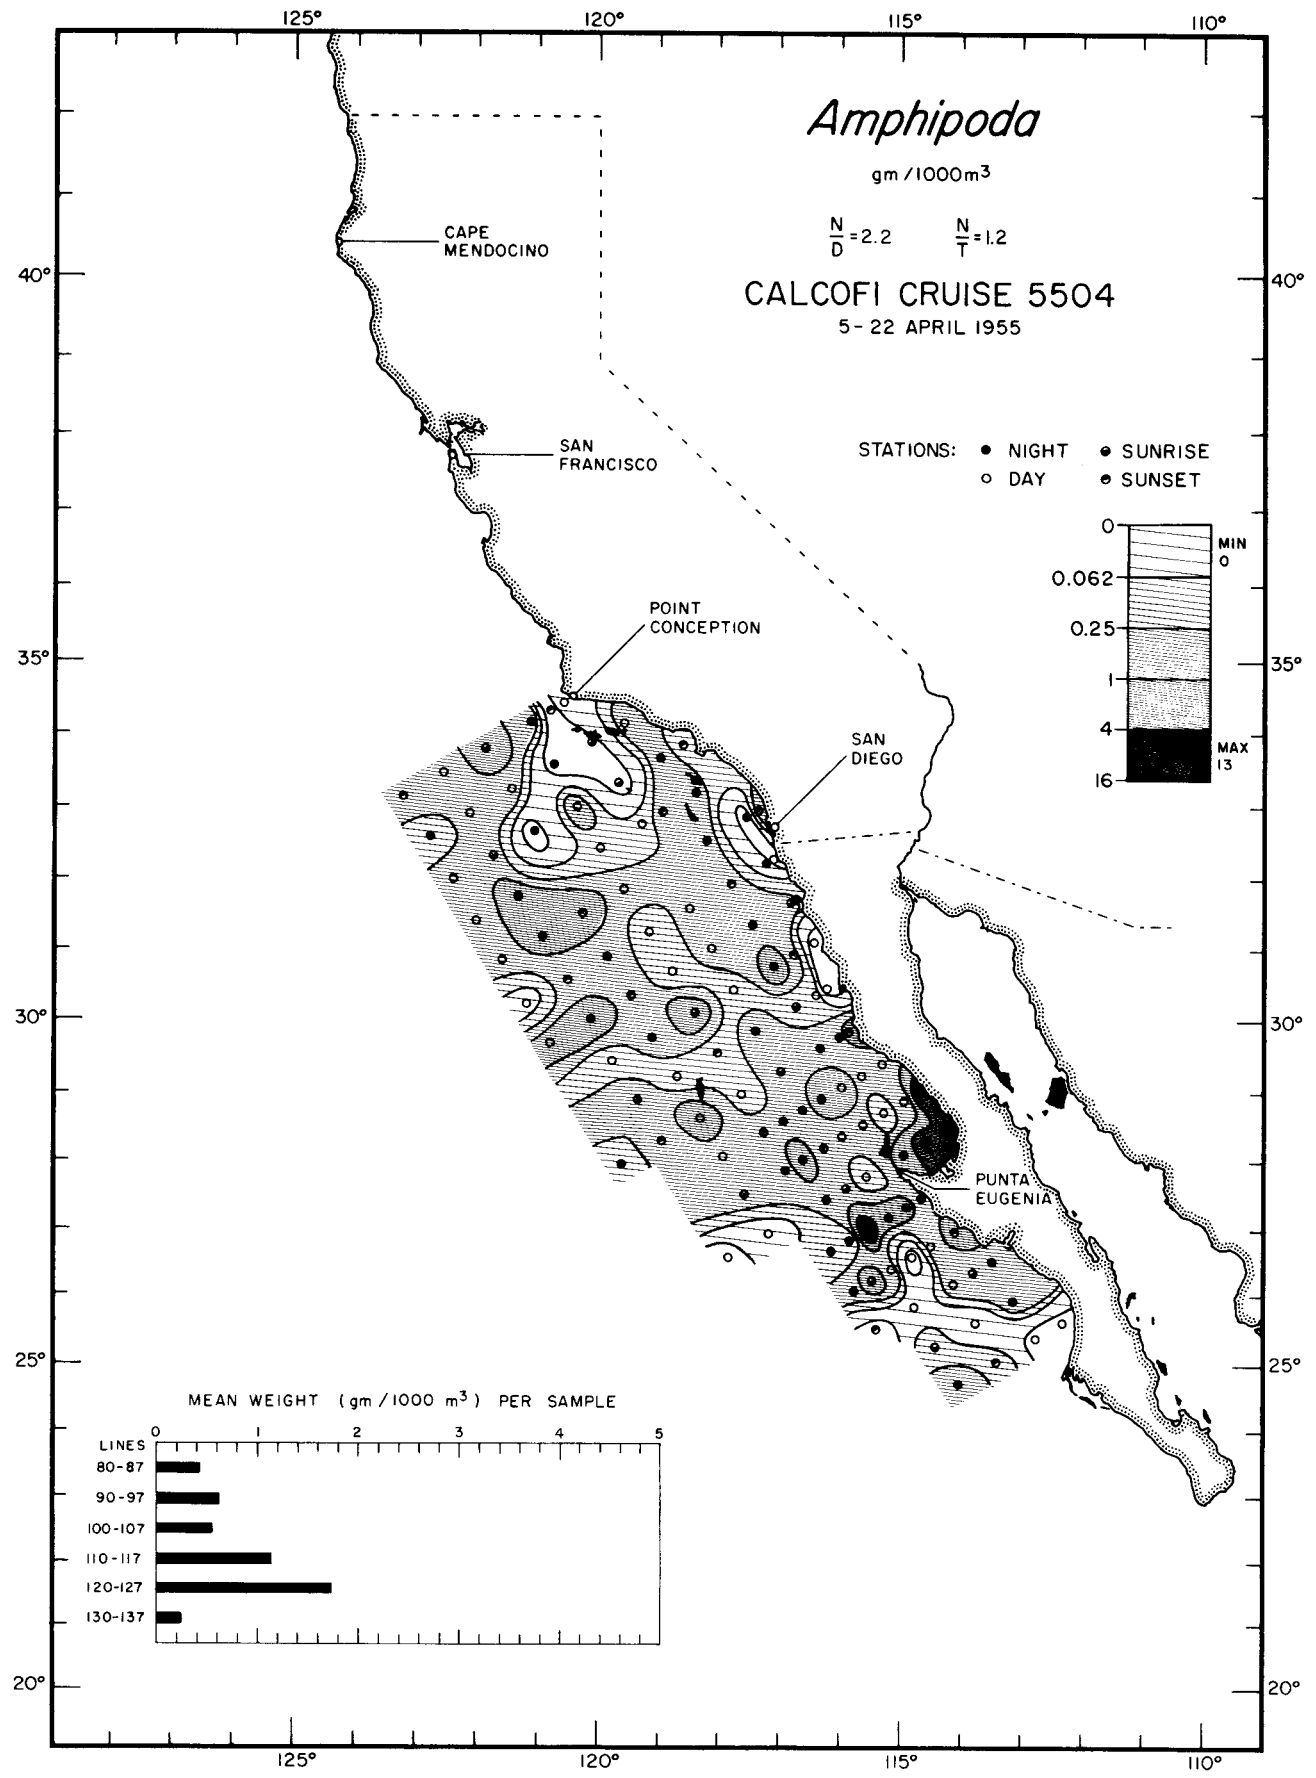 125° 120° 115° 110°
Amphipoda
gm/1000m³
N/D=2.2 N/T=1.2
CALCOFI CRUISE 5504
5-22 APRIL 1955
CAPE
MENDOCINO
40° 40°
SAN
FRANCISCO
STATIONS: NIGHT SUNRISE
DAY SUNSET
0
MIN
0
0.062
0.25
1
4
MAX
13
16
POINT
CONCEPTION
35° 35°
SAN
DIEGO
30° 30°
PUNTA
EUGENIA
25° 25°
MEAN WEIGHT (gm/1000 m³) PER SAMPLE
0 1 2 3 4 5
LINES
80-87
90-97
100-107
110-117
120-127
130-137
20° 20°
125° 120° 115° 110°